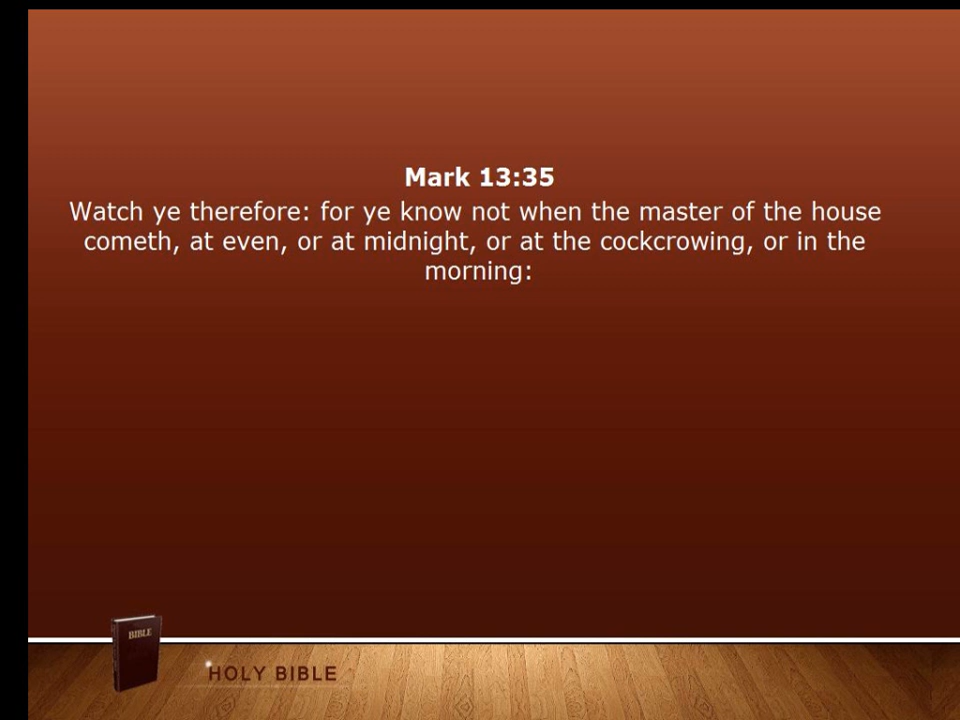 Mark 13:35
Watch ye therefore: for ye know not when the master of the house
cometh, at even, or at midnight, or at the cockcrowing, or in the
morning:
BIBLE
HOLY BIBLE